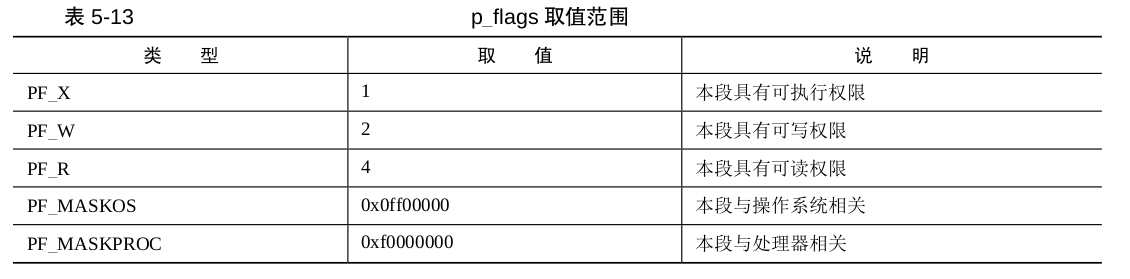 表 5-13 p_flags 取值范围
类 型 取 值 说 明
PF_X 1 本段具有可执行权限
PF_W 2 本段具有可写权限
PF_R 4 本段具有可读权限
PF_MASKOS 0x0ff00000 本段与操作系统相关
PF_MASKPROC 0xf0000000 本段与处理器相关